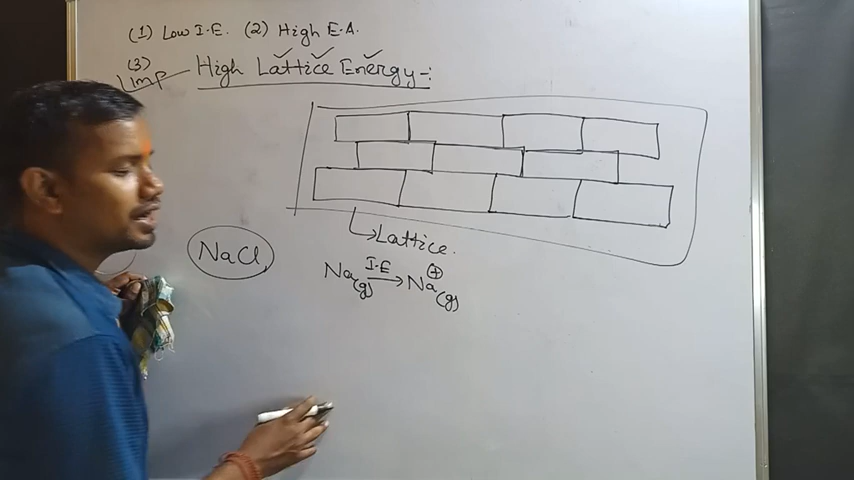 (1) Low I.E. (2) High E.A.
(3)
Imp High Lattice Energy-:
Lattice.
NaCl
Na(g) I.E → Na⊕(g)